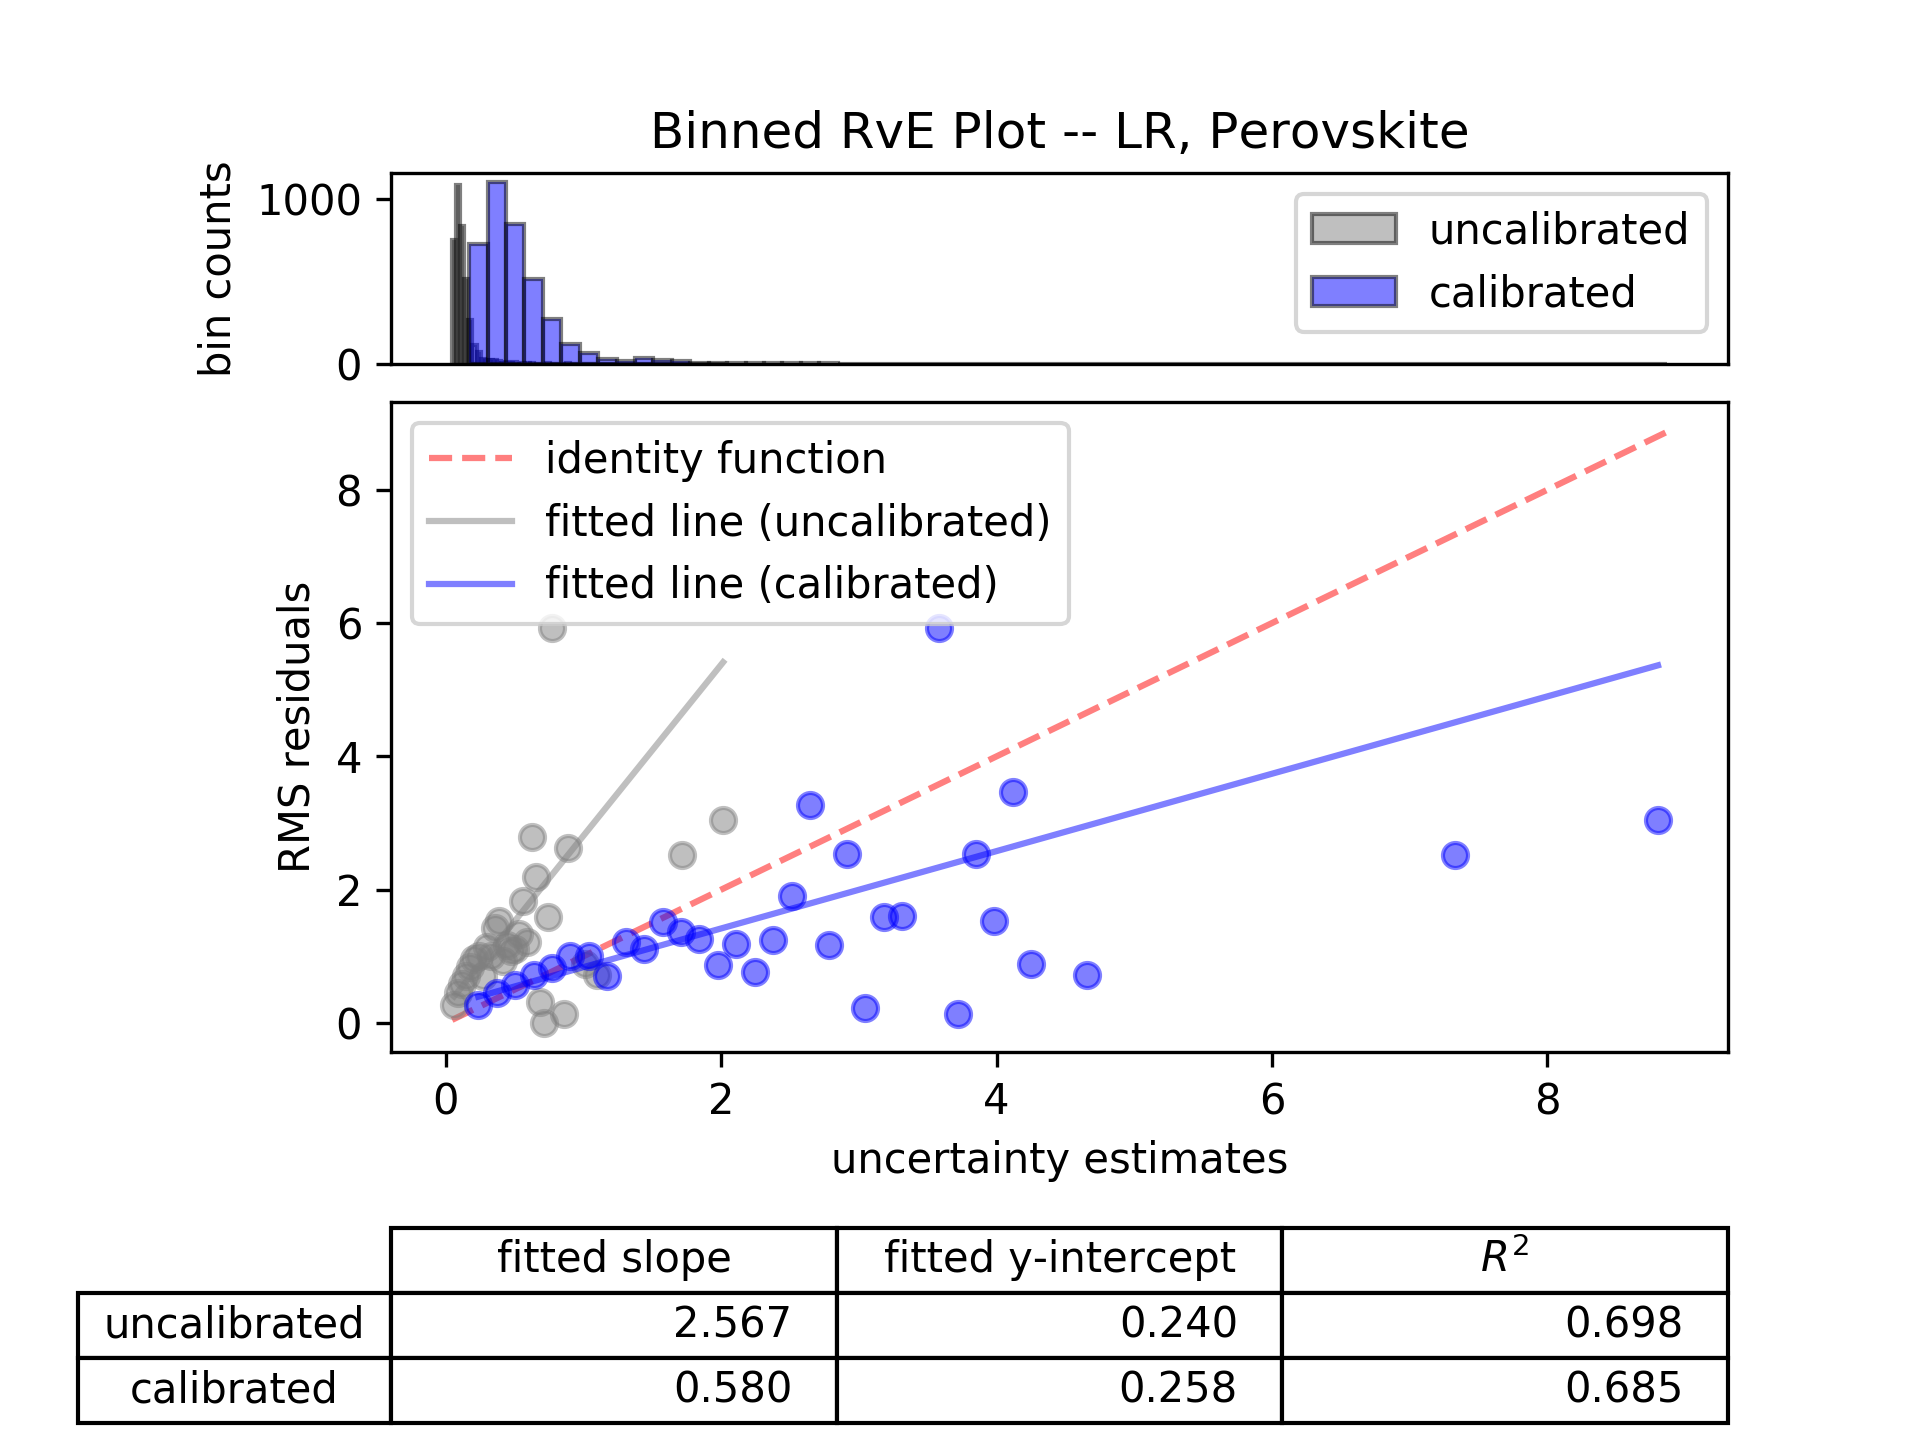 Binned RvE Plot -- LR, Perovskite
bin counts
1000
0
uncalibrated
calibrated
RMS residuals
8
6
4
2
0
identity function
fitted line (uncalibrated)
fitted line (calibrated)
0 2 4 6 8
uncertainty estimates
fitted slope fitted y-intercept R²
uncalibrated 2.567 0.240 0.698
calibrated 0.580 0.258 0.685